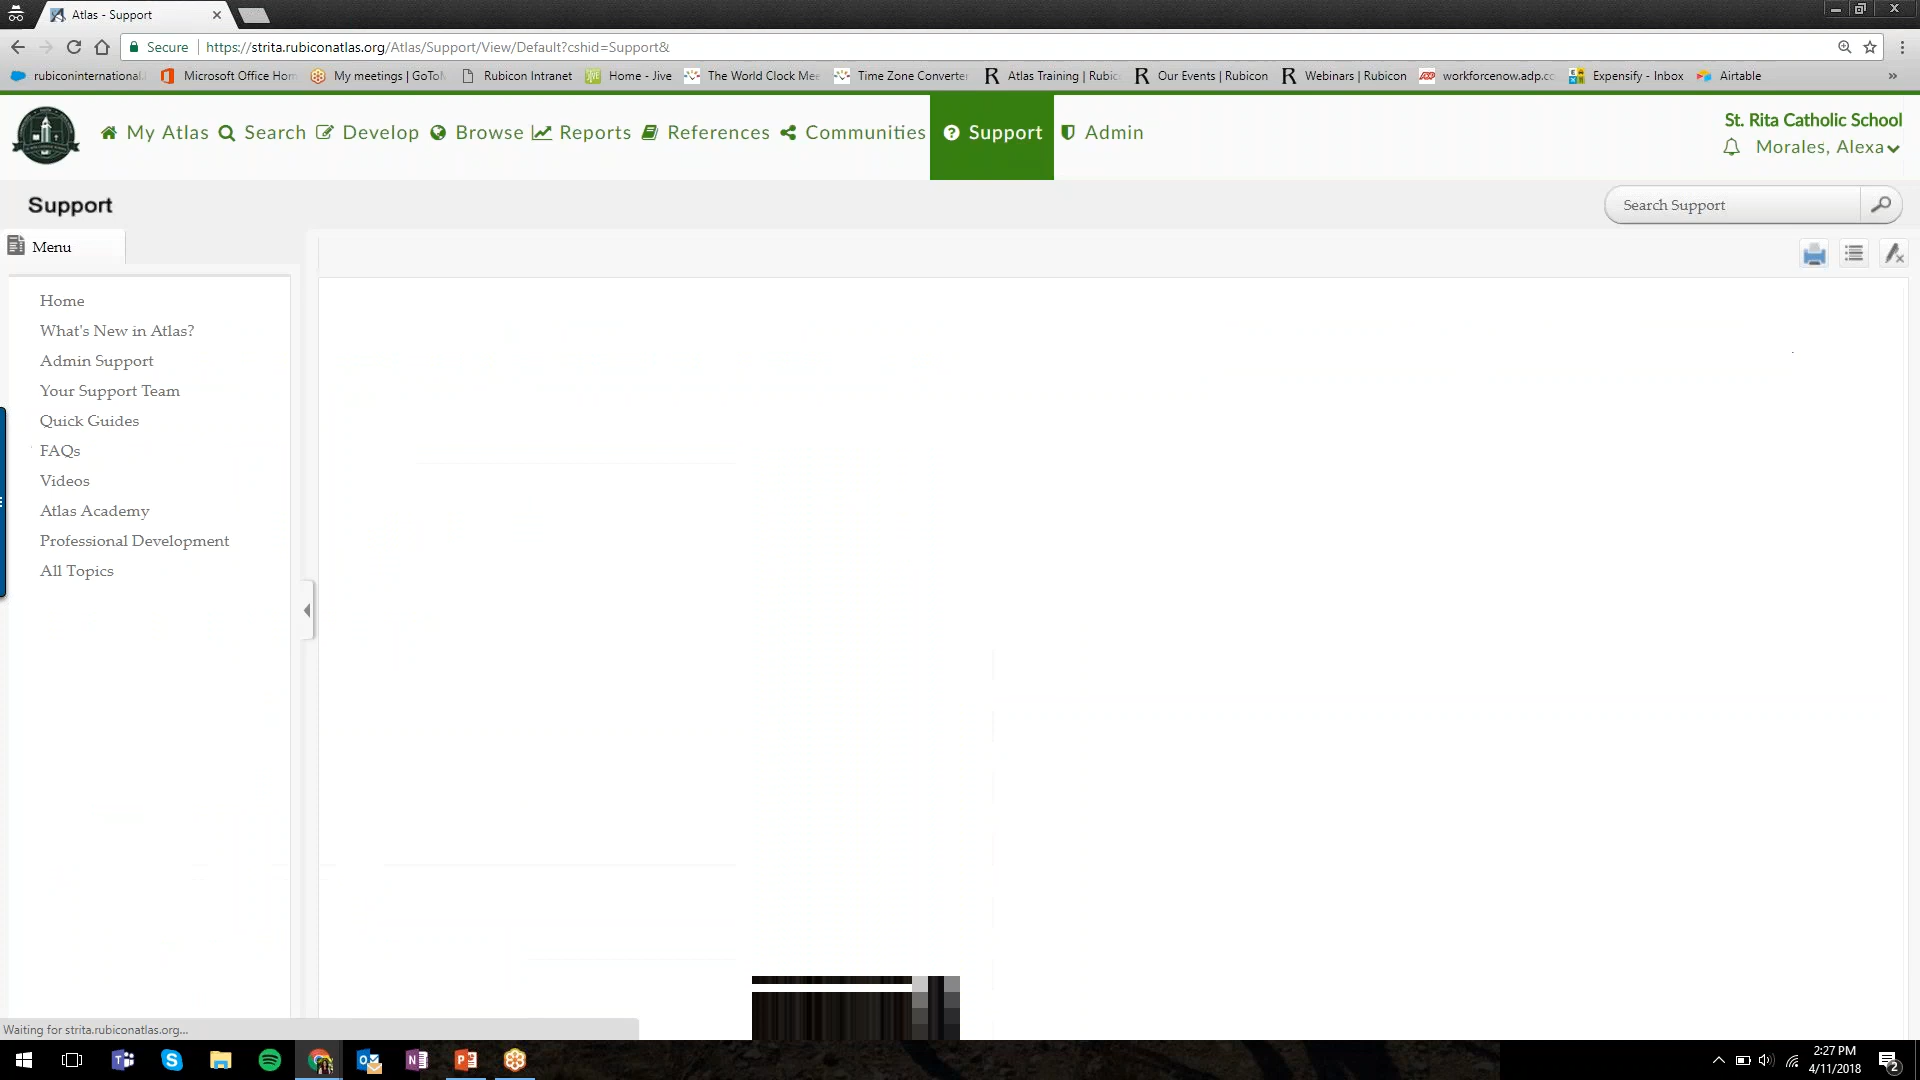 Atlas - Support
Secure https://strita.rubiconatlas.org/Atlas/Support/View/Default?cshid=Support&
rubiconinternational. Microsoft Office Hom My meetings | GoToM Rubicon Intranet Home - Jive The World Clock Mee Time Zone Converter Atlas Training | Rubic Our Events | Rubicon Webinars | Rubicon workforcenow.adp.co Expensify - Inbox Airtable
My Atlas Search Develop Browse Reports References Communities Support Admin
St. Rita Catholic School
Morales, Alexa
Support
Search Support
Menu
Home
What's New in Atlas?
Admin Support
Your Support Team
Quick Guides
FAQs
Videos
Atlas Academy
Professional Development
All Topics
Waiting for strita.rubiconatlas.org...
2:27 PM
4/11/2018
2